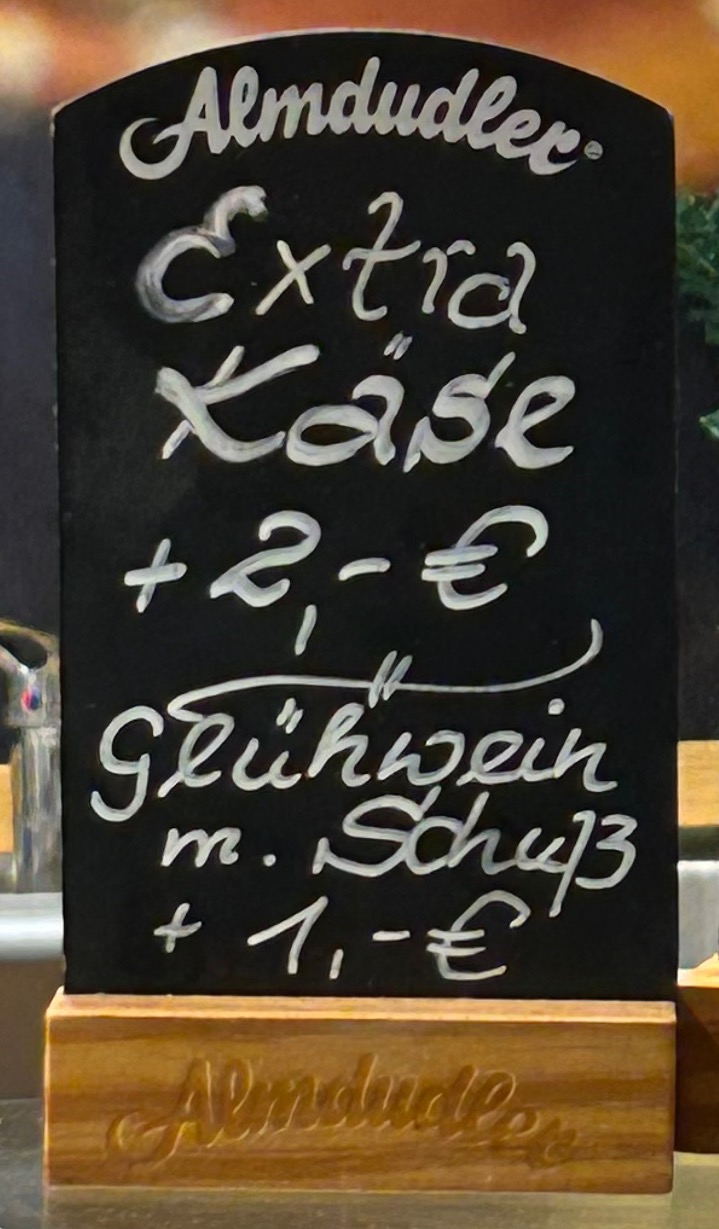 Almdudler®
Extra
Käse
+ 2,- €
Glühwein
m. Schuß
+ 1,- €
Almdudler